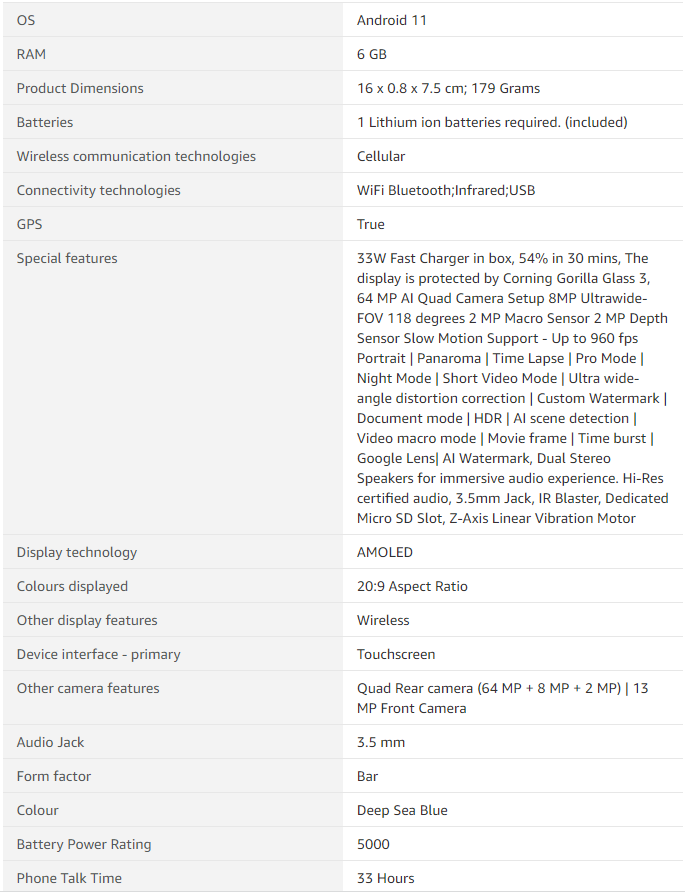 OS Android 11
RAM 6 GB
Product Dimensions 16 x 0.8 x 7.5 cm; 179 Grams
Batteries 1 Lithium ion batteries required. (included)
Wireless communication technologies Cellular
Connectivity technologies WiFi Bluetooth;Infrared;USB
GPS True
Special features 33W Fast Charger in box, 54% in 30 mins, The
display is protected by Corning Gorilla Glass 3,
64 MP AI Quad Camera Setup 8MP Ultrawide-
FOV 118 degrees 2 MP Macro Sensor 2 MP Depth
Sensor Slow Motion Support - Up to 960 fps
Portrait | Panaroma | Time Lapse | Pro Mode |
Night Mode | Short Video Mode | Ultra wide-
angle distortion correction | Custom Watermark |
Document mode | HDR | AI scene detection |
Video macro mode | Movie frame | Time burst |
Google Lens| AI Watermark, Dual Stereo
Speakers for immersive audio experience. Hi-Res
certified audio, 3.5mm Jack, IR Blaster, Dedicated
Micro SD Slot, Z-Axis Linear Vibration Motor
Display technology AMOLED
Colours displayed 20:9 Aspect Ratio
Other display features Wireless
Device interface - primary Touchscreen
Other camera features Quad Rear camera (64 MP + 8 MP + 2 MP) | 13
MP Front Camera
Audio Jack 3.5 mm
Form factor Bar
Colour Deep Sea Blue
Battery Power Rating 5000
Phone Talk Time 33 Hours